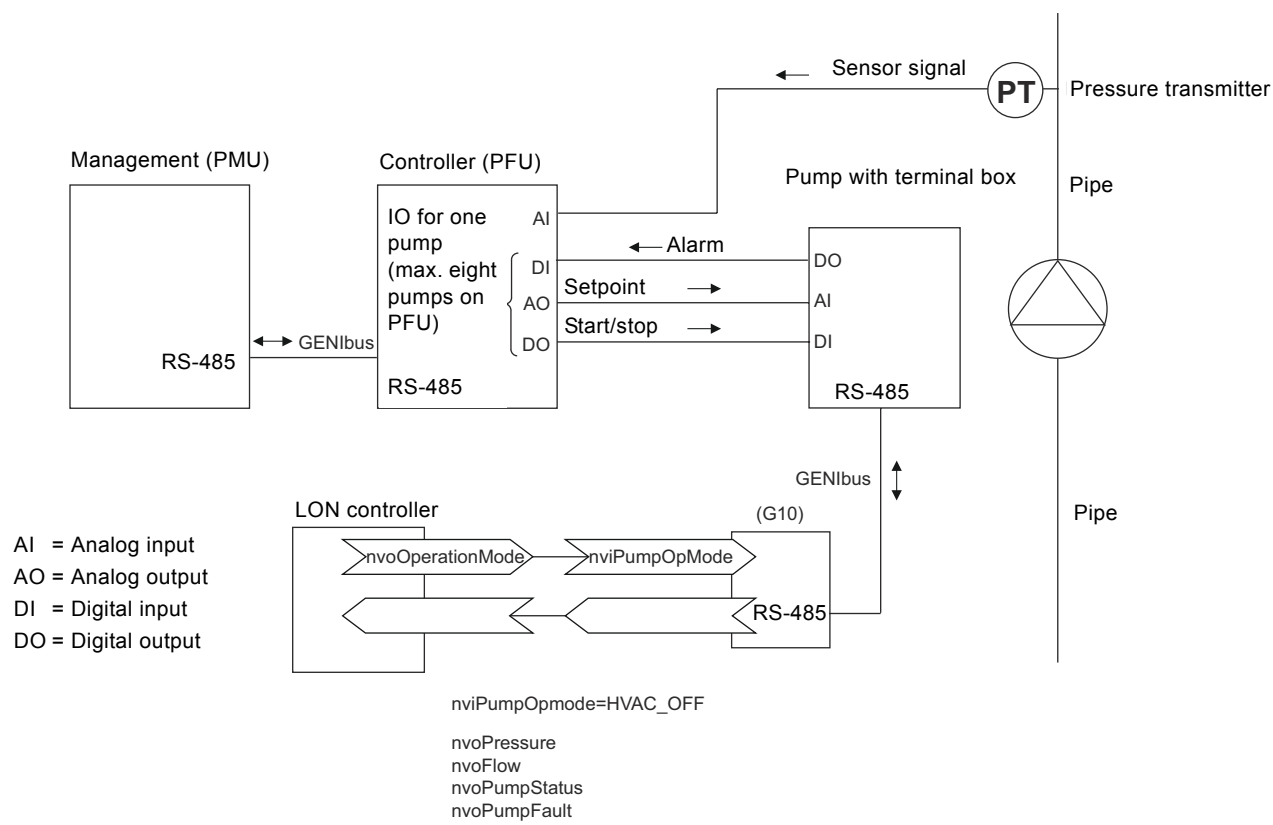 Sensor signal
PT
Pressure transmitter
Management (PMU)
Controller (PFU)
Pump with terminal box
Pipe
IO for one
pump
(max. eight
pumps on
PFU)
AI
DI
AO
DO
Alarm
Setpoint
Start/stop
DO
AI
DI
GENIbus
RS-485
RS-485
RS-485
GENIbus
LON controller
(G10)
Pipe
AI = Analog input
AO = Analog output
DI = Digital input
DO = Digital output
nvoOperationMode
nviPumpOpMode
RS-485
nviPumpOpmode=HVAC_OFF
nvoPressure
nvoFlow
nvoPumpStatus
nvoPumpFault